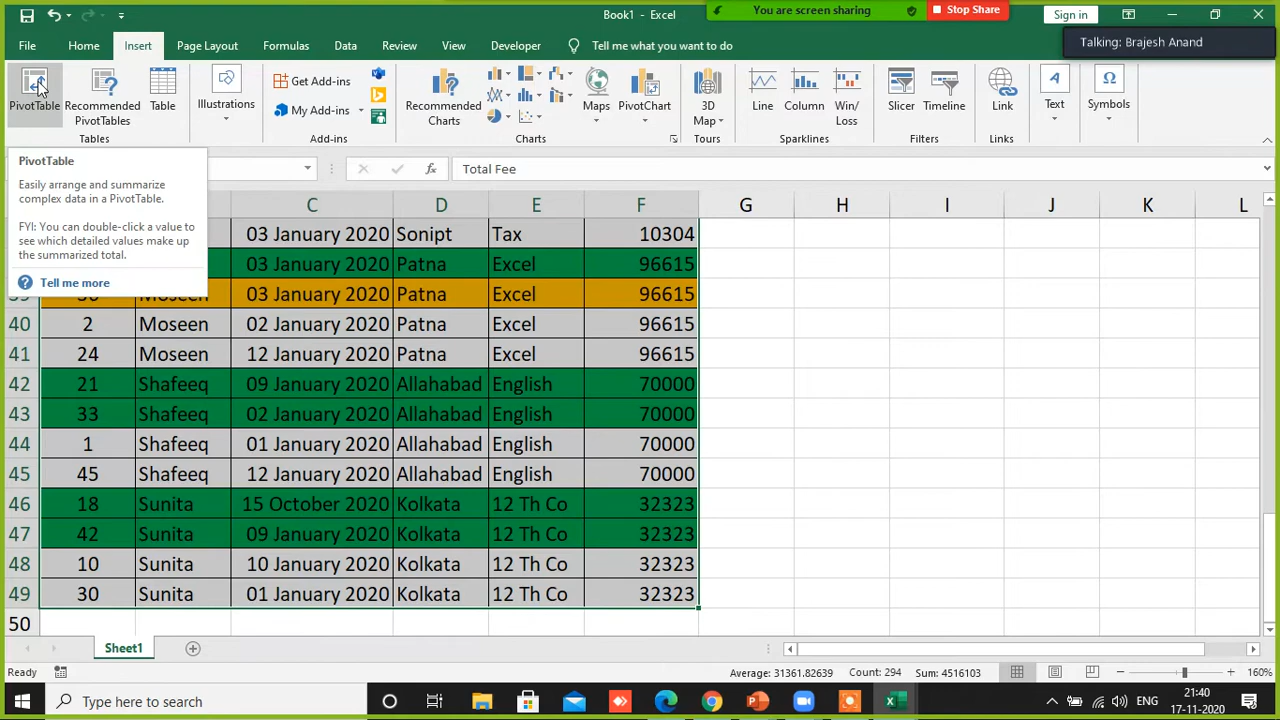 Book1 - Excel
You are screen sharing
Stop Share
Sign in
Talking: Brajesh Anand
File Home Insert Page Layout Formulas Data Review View Developer Tell me what you want to do
PivotTable
Recommended PivotTables
Table
Illustrations
Get Add-ins
My Add-ins
Recommended Charts
Maps
PivotChart
3D Map
Line
Column
Win/ Loss
Slicer
Timeline
Link
Text
Symbols
Tables Add-ins Charts Tours Sparklines Filters Links
fx Total Fee
PivotTable
Easily arrange and summarize
complex data in a PivotTable.
FYI: You can double-click a value to
see which detailed values make up
the summarized total.
Tell me more
C D E F G H I J K L
03 January 2020 Sonipt Tax 10304
03 January 2020 Patna Excel 96615
03 January 2020 Patna Excel 96615
40 2 Moseen 02 January 2020 Patna Excel 96615
41 24 Moseen 12 January 2020 Patna Excel 96615
42 21 Shafeeq 09 January 2020 Allahabad English 70000
43 33 Shafeeq 02 January 2020 Allahabad English 70000
44 1 Shafeeq 01 January 2020 Allahabad English 70000
45 45 Shafeeq 12 January 2020 Allahabad English 70000
46 18 Sunita 15 October 2020 Kolkata 12 Th Co 32323
47 42 Sunita 09 January 2020 Kolkata 12 Th Co 32323
48 10 Sunita 10 January 2020 Kolkata 12 Th Co 32323
49 30 Sunita 01 January 2020 Kolkata 12 Th Co 32323
50
Sheet1
Ready Average: 31361.82639 Count: 294 Sum: 4516103 160%
Type here to search
ENG
21:40
17-11-2020